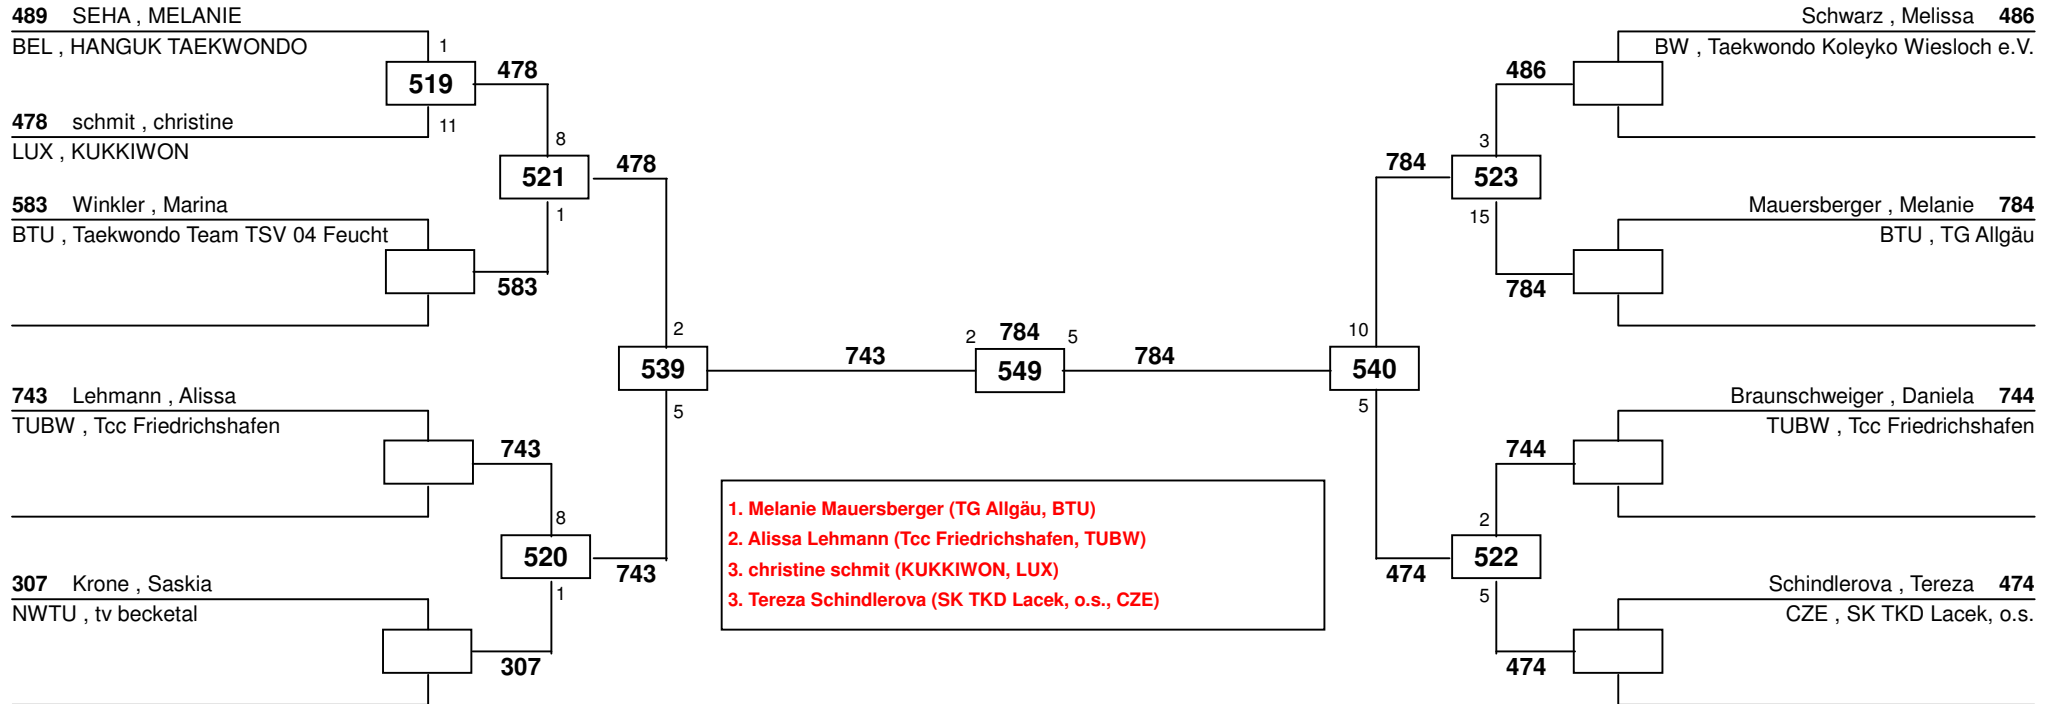 489 SEHA , MELANIE
BEL , HANGUK TAEKWONDO
1
519
478
478 schmit , christine
11
LUX , KUKKIWON
8
521
478
583 Winkler , Marina
1
BTU , Taekwondo Team TSV 04 Feucht
583
2
539
743
5
743 Lehmann , Alissa
TUBW , Tcc Friedrichshafen
743
8
520
743
307 Krone , Saskia
1
NWTU , tv becketal
307
2 784 5
549
784
Schwarz , Melissa 486
BW , Taekwondo Koleyko Wiesloch e.V.
486
3
784
523
Mauersberger , Melanie 784
15
BTU , TG Allgäu
784
10
540
5
Braunschweiger , Daniela 744
TUBW , Tcc Friedrichshafen
744
2
522
474
Schindlerova , Tereza 474
5
CZE , SK TKD Lacek, o.s.
474
1. Melanie Mauersberger (TG Allgäu, BTU)
2. Alissa Lehmann (Tcc Friedrichshafen, TUBW)
3. christine schmit (KUKKIWON, LUX)
3. Tereza Schindlerova (SK TKD Lacek, o.s., CZE)